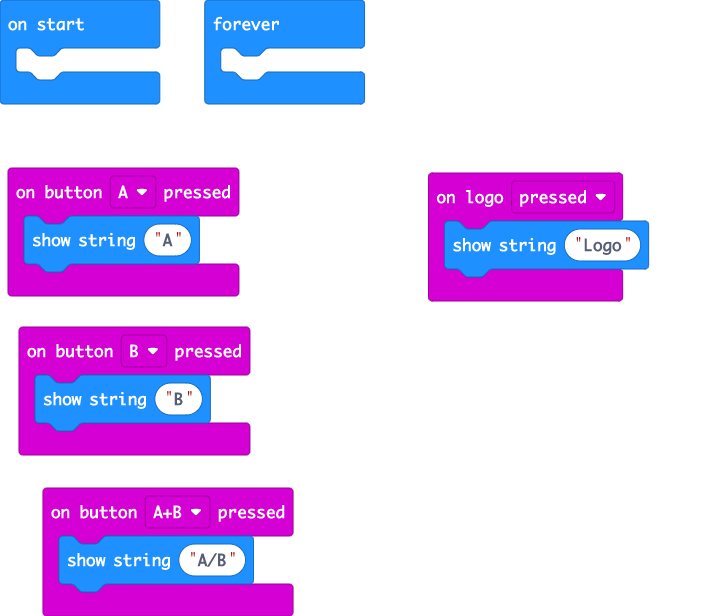 on start
forever
on button A pressed
show string "A"
on logo pressed
show string "Logo"
on button B pressed
show string "B"
on button A+B pressed
show string "A/B"